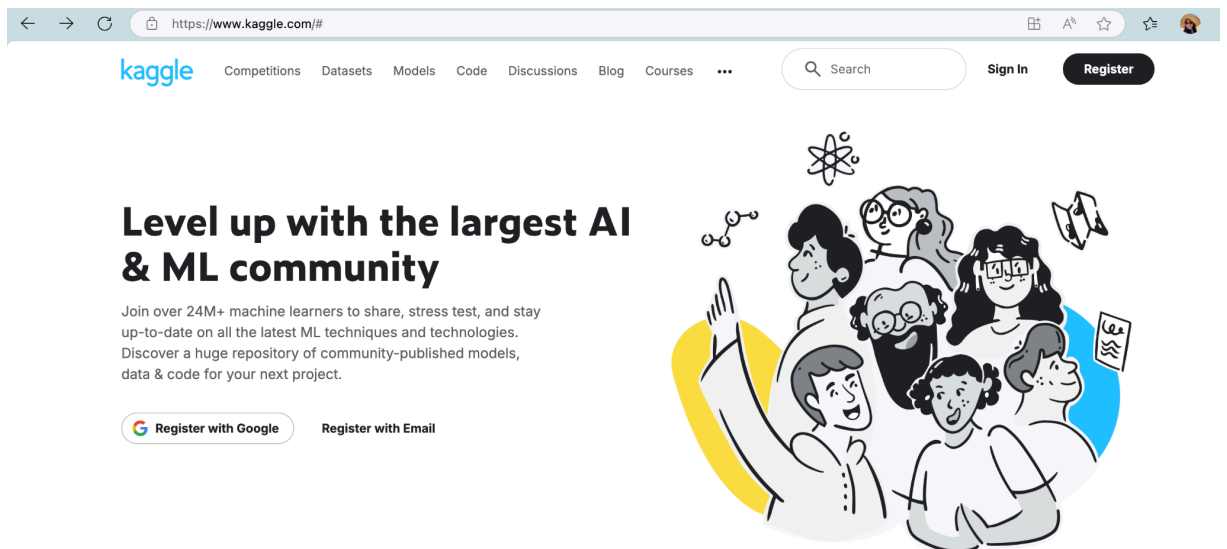 https://www.kaggle.com/#
kaggle Competitions Datasets Models Code Discussions Blog Courses ••• Search Sign In Register
Level up with the largest AI
& ML community
Join over 24M+ machine learners to share, stress test, and stay
up-to-date on all the latest ML techniques and technologies.
Discover a huge repository of community-published models,
data & code for your next project.
Register with Google Register with Email